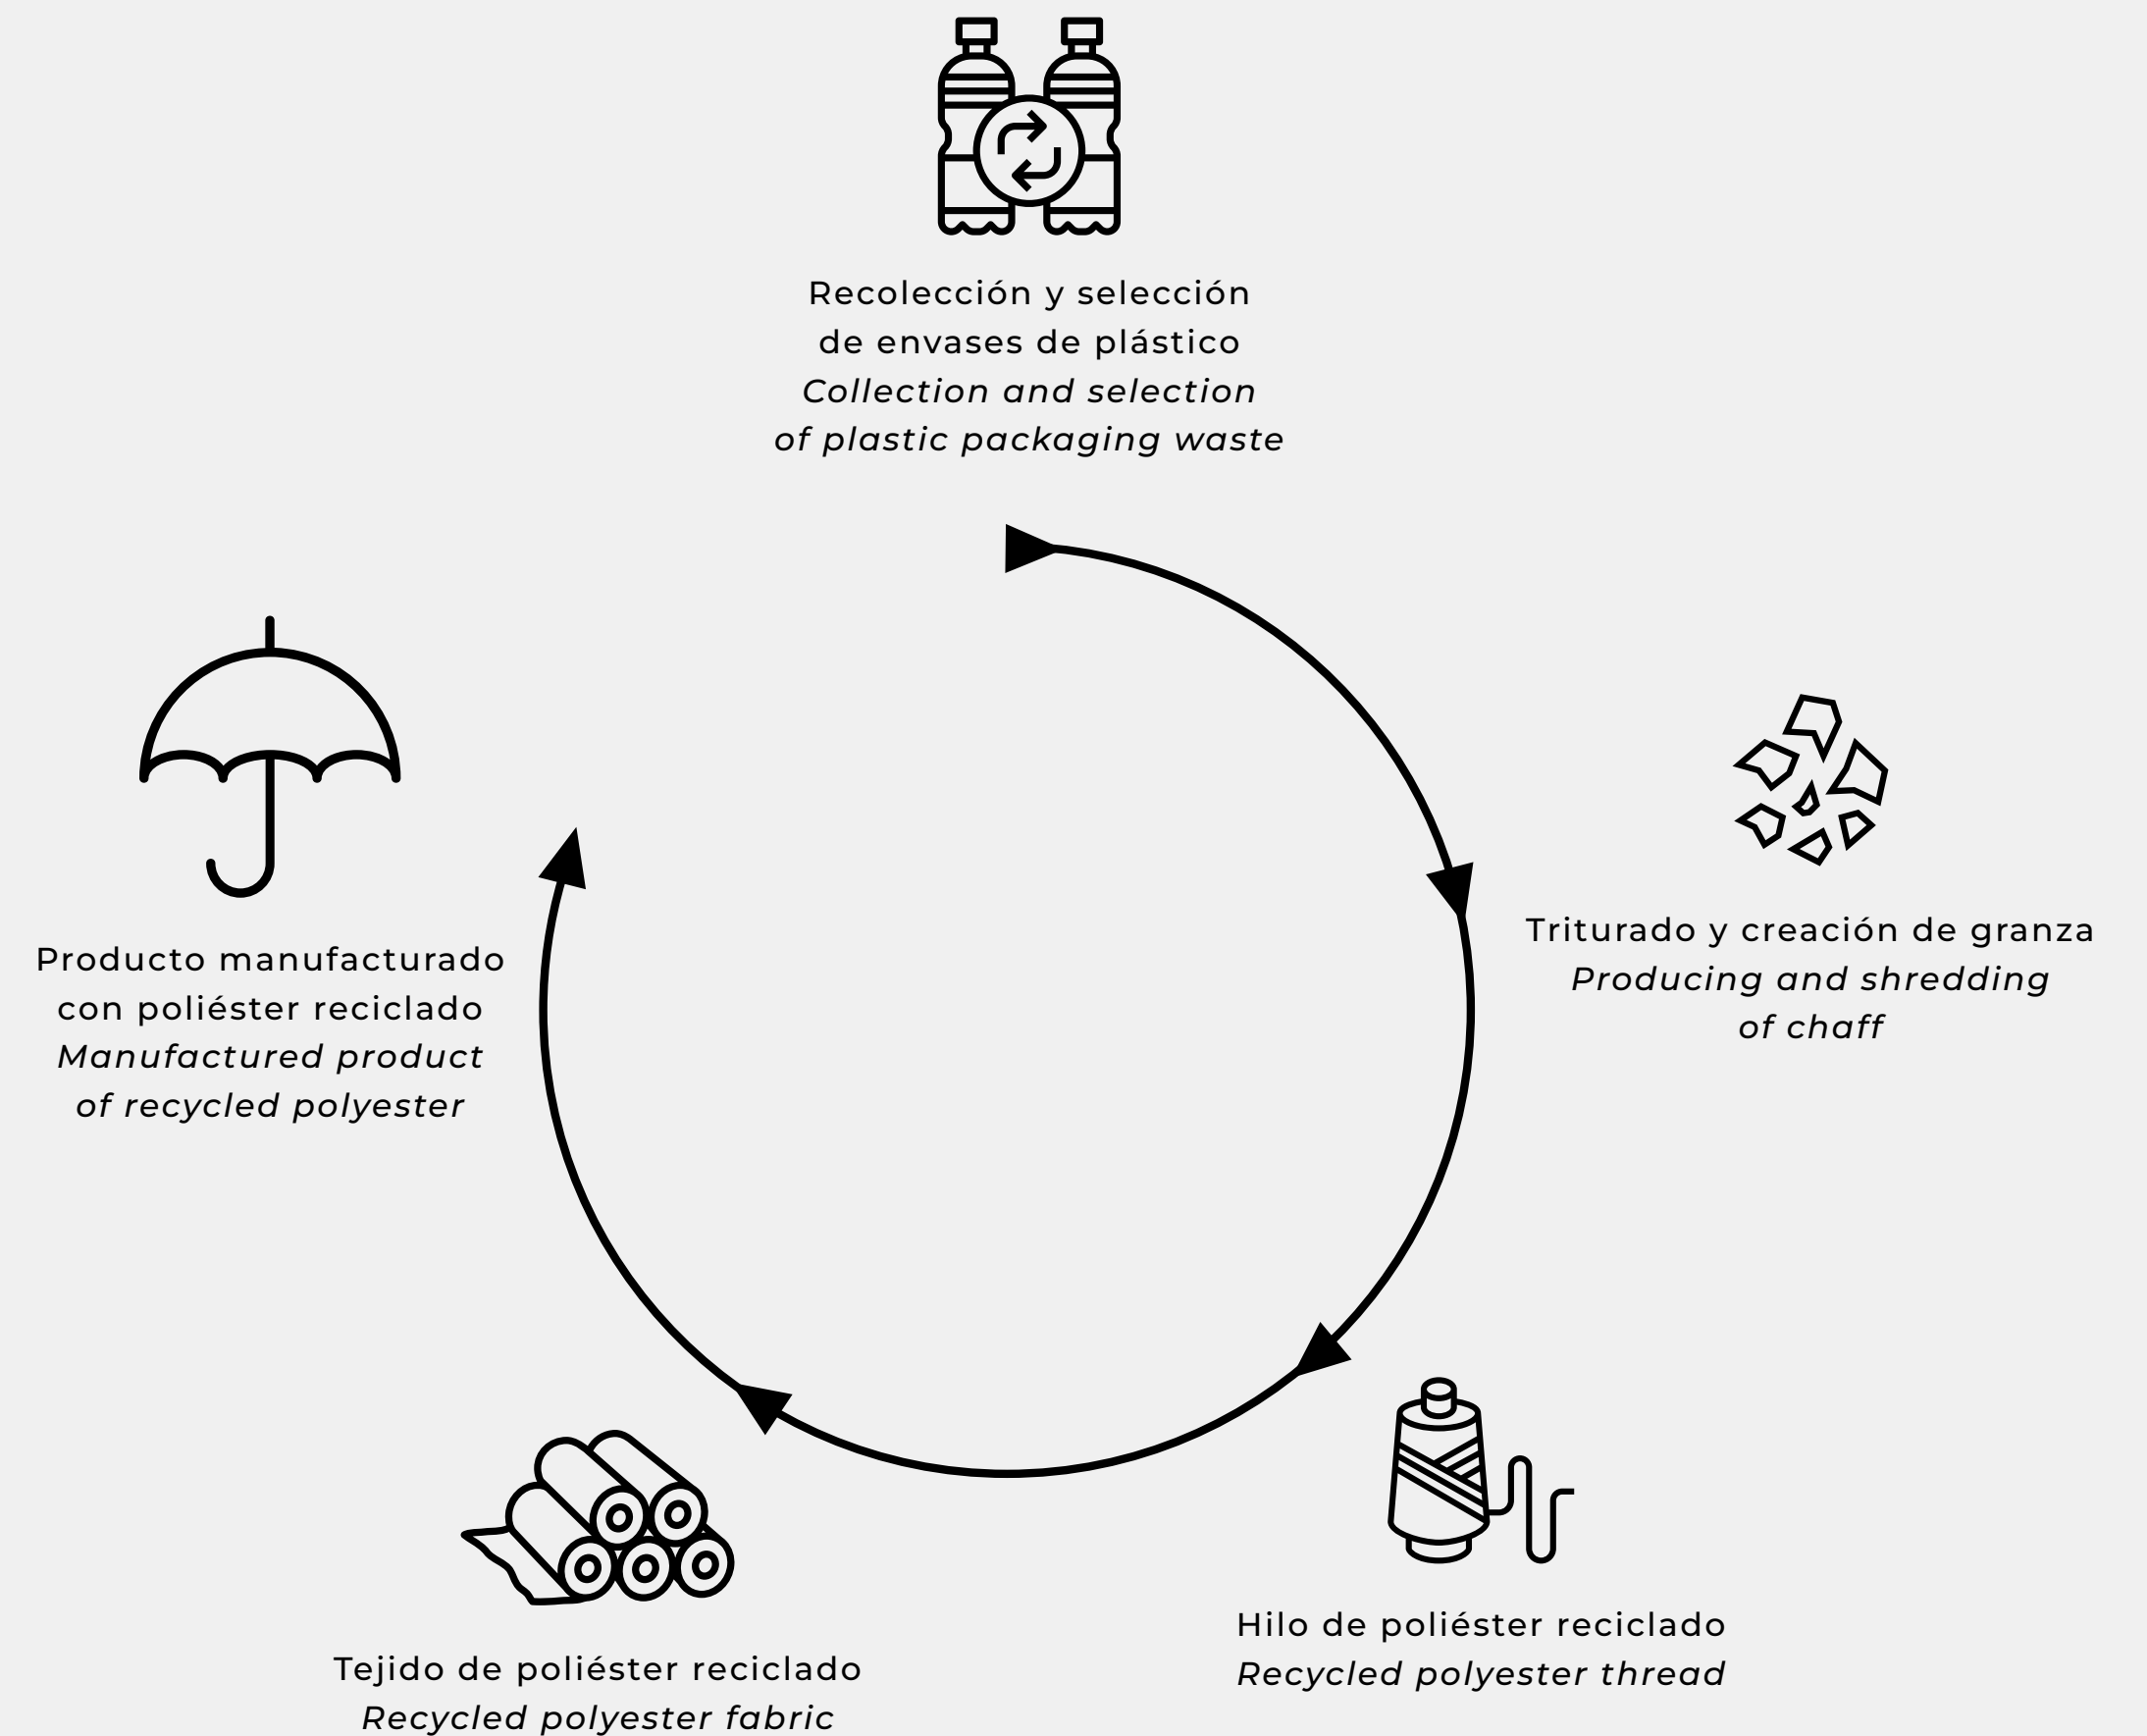 Recolección y selección
de envases de plástico
Collection and selection
of plastic packaging waste
Triturado y creación de granza
Producing and shredding
of chaff
Hilo de poliéster reciclado
Recycled polyester thread
Tejido de poliéster reciclado
Recycled polyester fabric
Producto manufacturado
con poliéster reciclado
Manufactured product
of recycled polyester